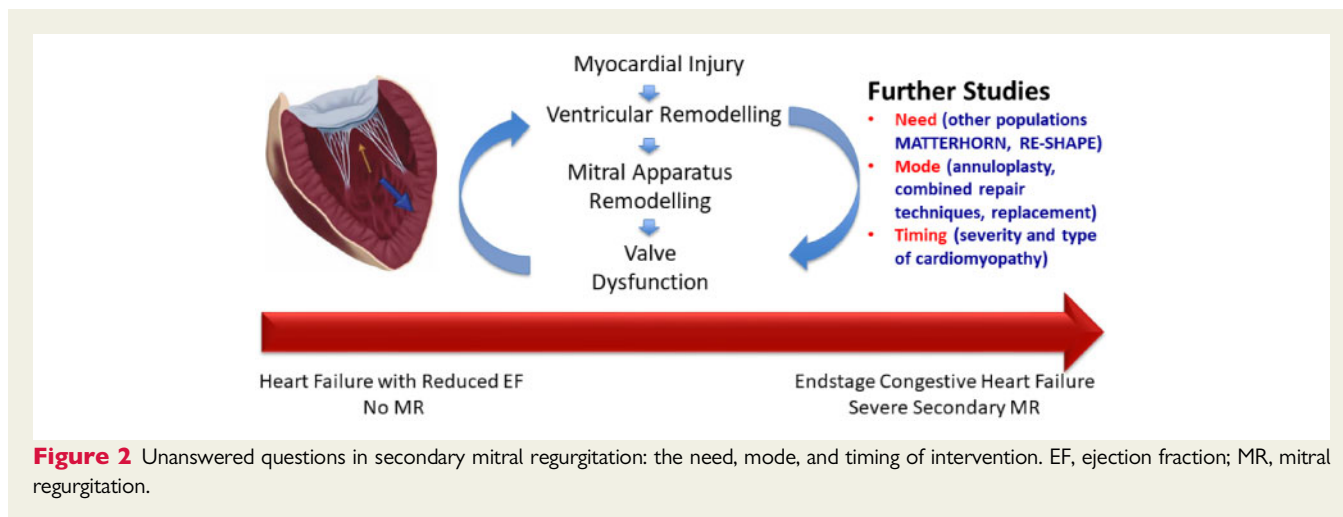 Myocardial Injury
Ventricular Remodelling
Mitral Apparatus
Remodelling
Valve
Dysfunction
Further Studies
• Need (other populations
MATTERHORN, RE-SHAPE)
• Mode (annuloplasty,
combined repair
techniques, replacement)
• Timing (severity and type
of cardiomyopathy)
Heart Failure with Reduced EF
No MR
Endstage Congestive Heart Failure
Severe Secondary MR
Figure 2 Unanswered questions in secondary mitral regurgitation: the need, mode, and timing of intervention. EF, ejection fraction; MR, mitral
regurgitation.